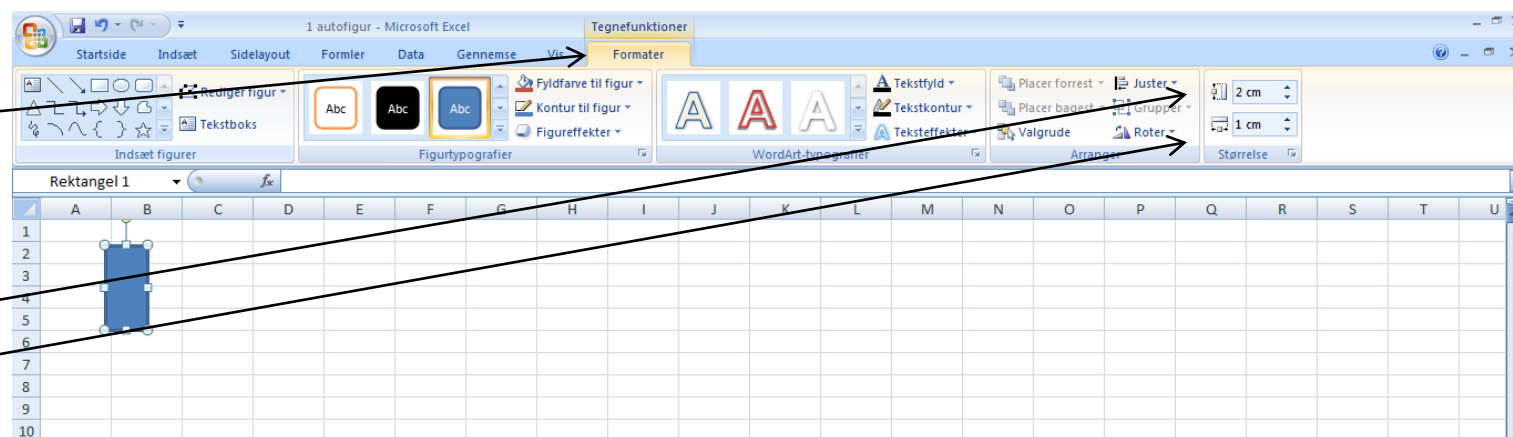 1 autofigur - Microsoft Excel Tegnefunktioner
Startside Indsæt Sidelayout Formler Data Gennemse Vis Formater
Rediger figur
Tekstboks
Indsæt figurer
Abc Abc Abc
Fyldfarve til figur
Kontur til figur
Figureffekter
Figurtypografier
A A A
Tekstfyld
Tekstkontur
Teksteffekter
WordArt-typografier
Placer forrest Juster
Placer bagest Grupper
Valgrude Roter
Arranger
2 cm
1 cm
Størrelse
Rektangel 1 fx
A B C D E F G H I J K L M N O P Q R S T U
1
2
3
4
5
6
7
8
9
10